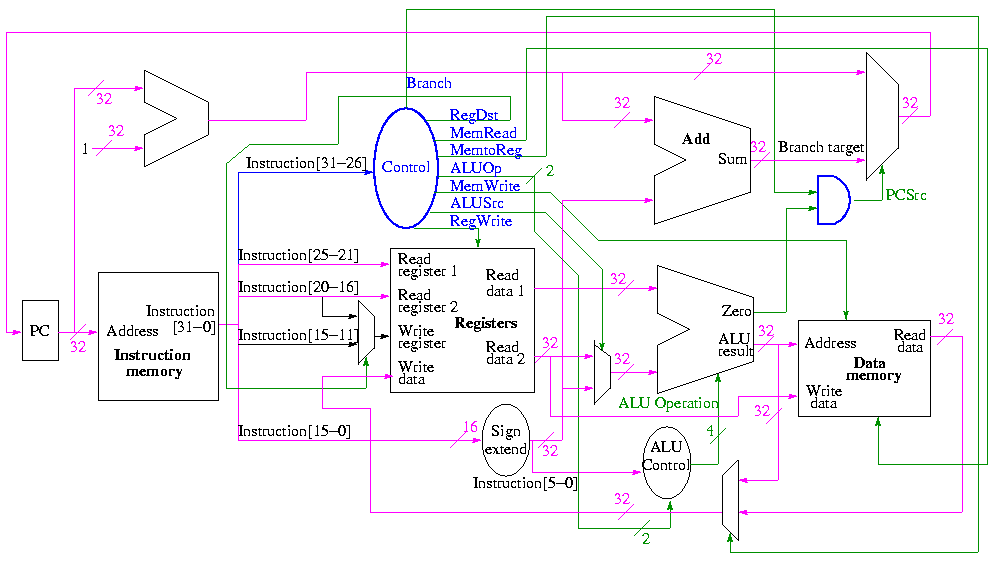 32
32
1
Branch
RegDst
MemRead
MemtoReg
ALUOp
MemWrite
ALUSrc
RegWrite
Control
2
Instruction[31–26]
32
32
Add
Sum
32
Branch target
32
PCSrc
Instruction[25–21]
Instruction[20–16]
Instruction[15–11]
Instruction[15–0]
PC
32
Address
Instruction
[31–0]
Instruction
memory
Read
register 1
Read
register 2
Write
register
Write
data
Registers
Read
data 1
Read
data 2
32
32
32
Zero
ALU
result
32
ALU Operation
Address
Read
data
Data
memory
Write
data
32
32
16
Sign
extend
32
Instruction[5–0]
ALU
Control
4
32
2